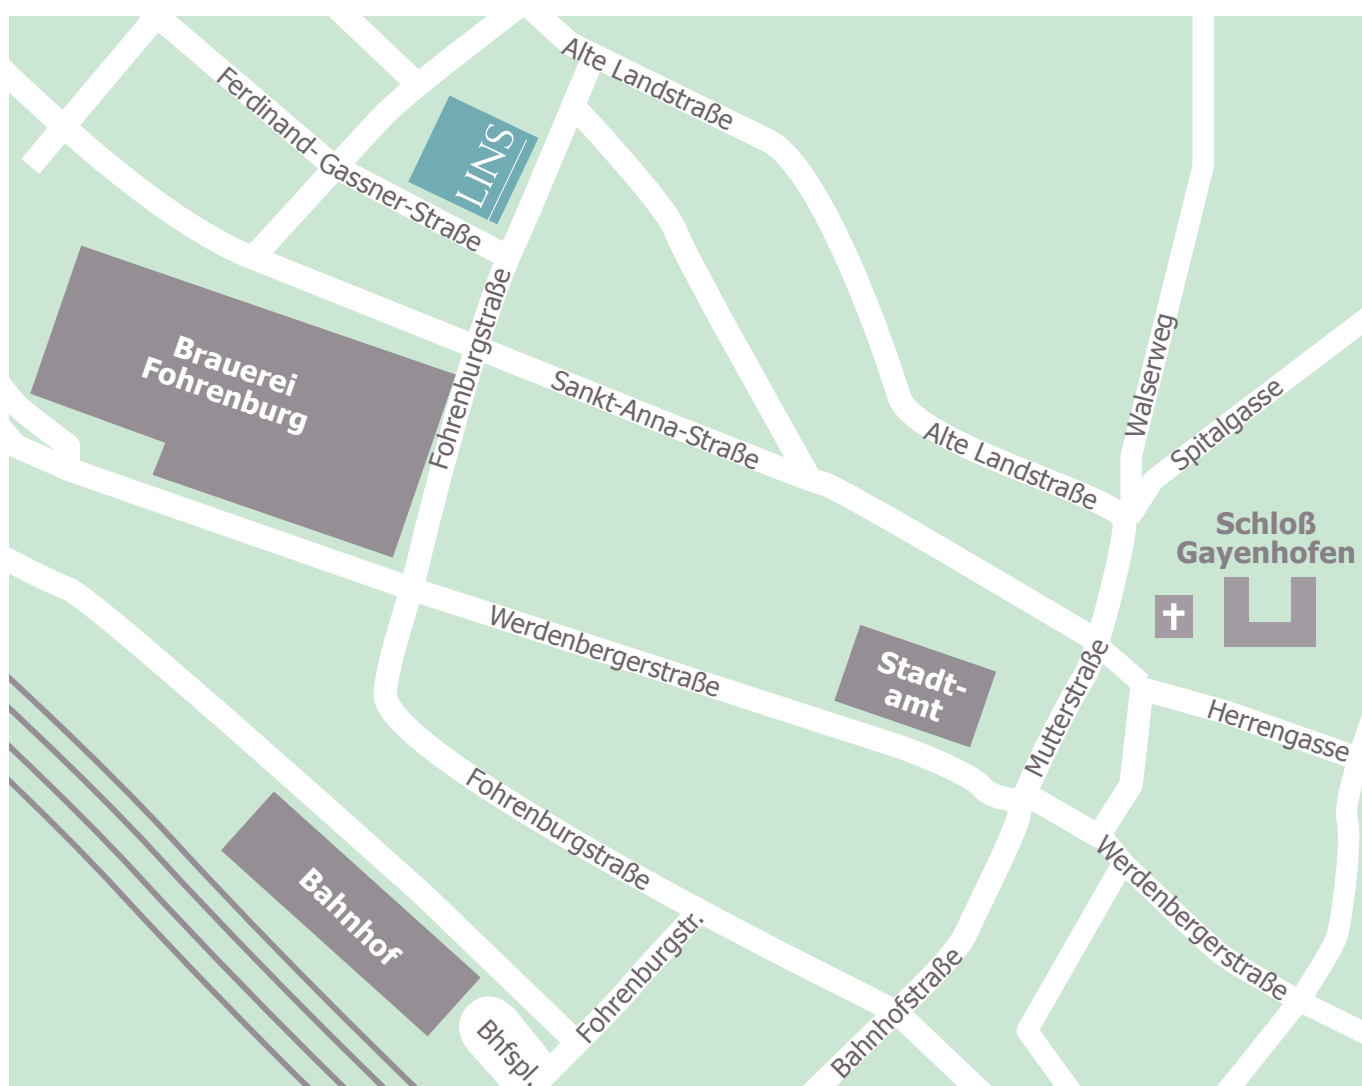 Alte Landstraße
Ferdinand-Gassner-Straße
LINS
Fohrenburgstraße
Brauerei
Fohrenburg
Sankt-Anna-Straße
Walserweg
Spitalgasse
Alte Landstraße
Schloß
Gayenhofen
Werdenbergerstraße
Stadt-
amt
Mutterstraße
Herrengasse
Fohrenburgstraße
Bahnhof
Werdenbergerstraße
Fohrenburgstr.
Bahnhofstraße
Bhfspl.